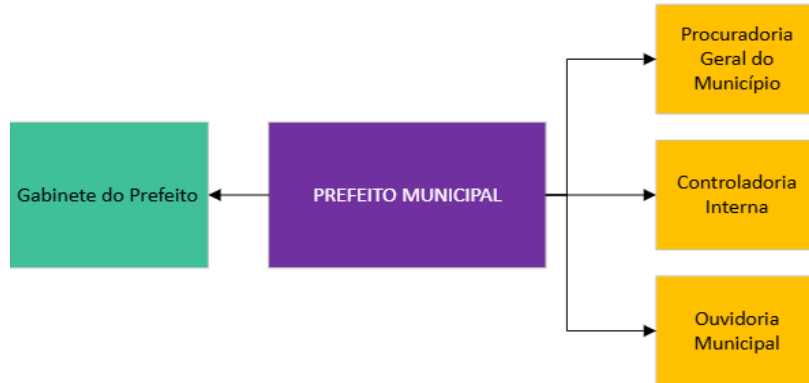 Procuradoria
Geral do
Município
Gabinete do Prefeito
PREFEITO MUNICIPAL
Controladoria
Interna
Ouvidoria
Municipal